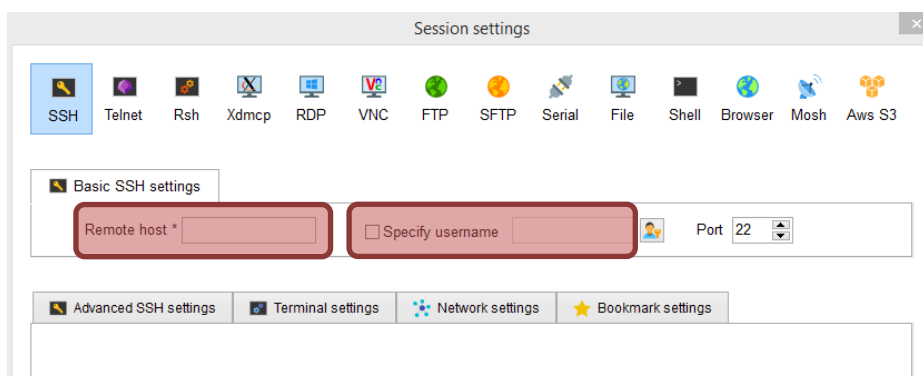 Session settings
SSH Telnet Rsh Xdmcp RDP VNC FTP SFTP Serial File Shell Browser Mosh Aws S3
Basic SSH settings
Remote host * Specify username Port 22
Advanced SSH settings Terminal settings Network settings Bookmark settings